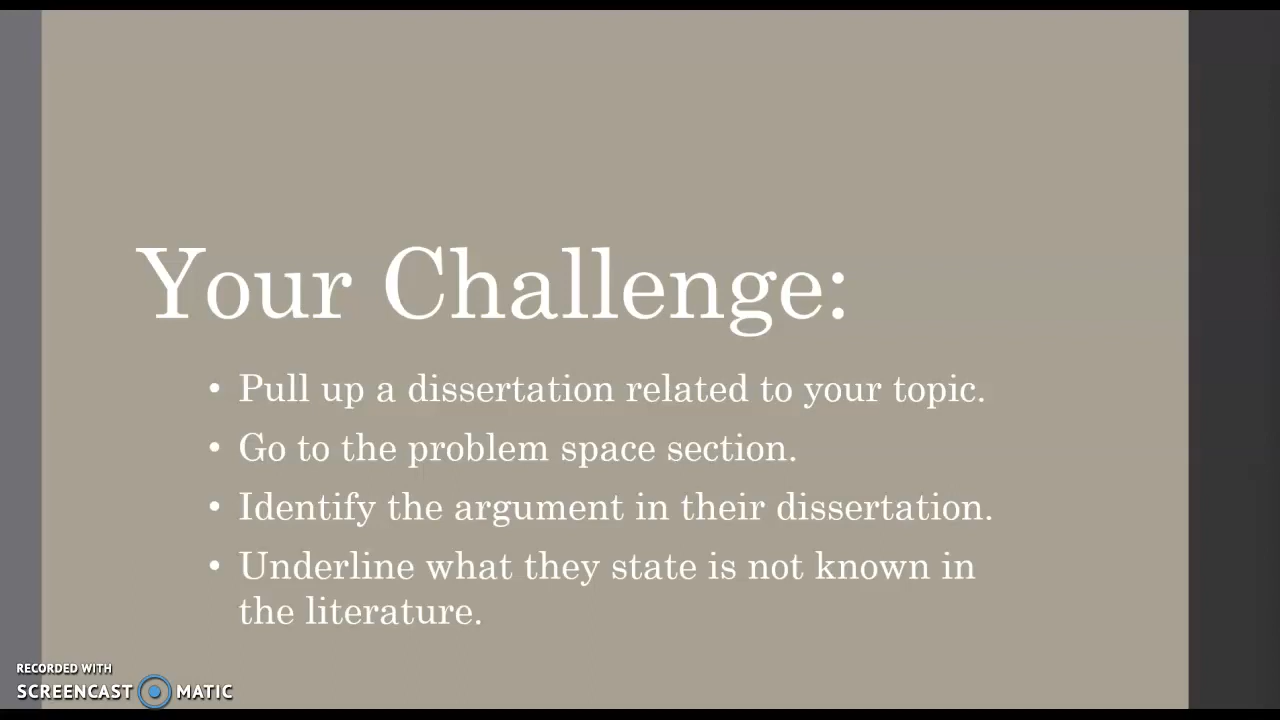 Your Challenge:
• Pull up a dissertation related to your topic.
• Go to the problem space section.
• Identify the argument in their dissertation.
• Underline what they state is not known in
the literature.
RECORDED WITH
SCREENCAST MATIC